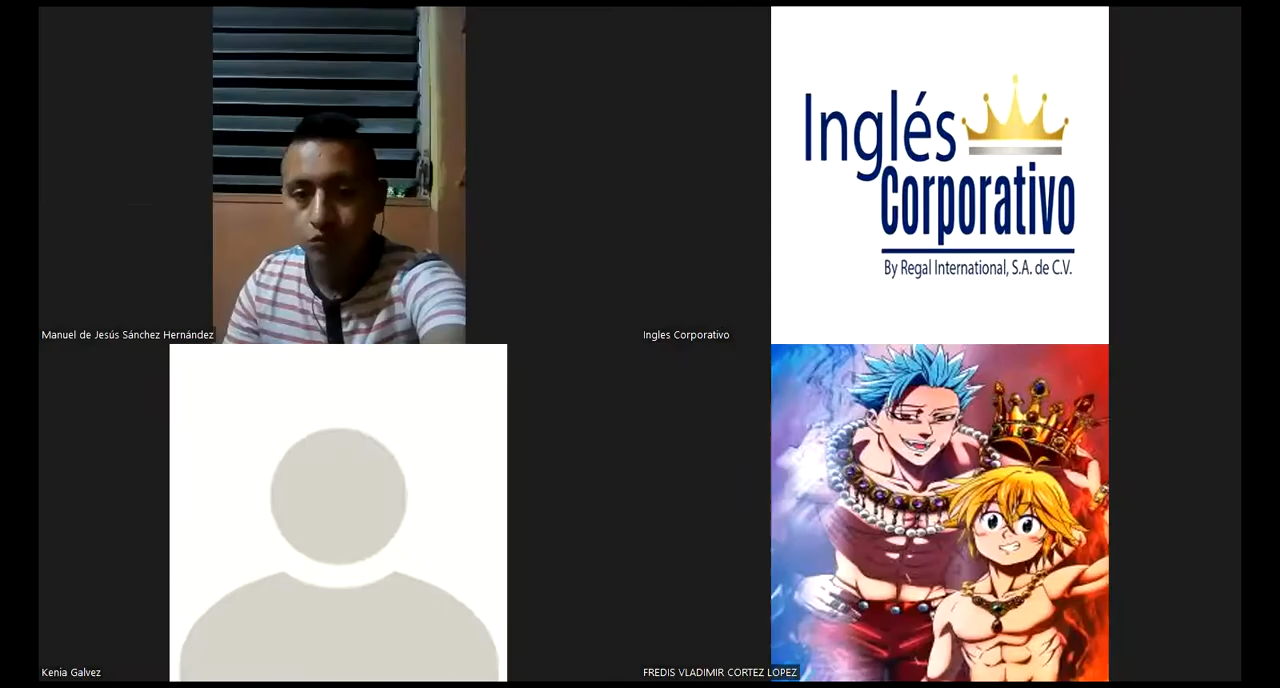 Inglés
Corporativo
By Regal International, S.A. de C.V.
Manuel de Jesús Sánchez Hernández
Ingles Corporativo
Kenia Galvez
FREDIS VLADIMIR CORTEZ LOPEZ